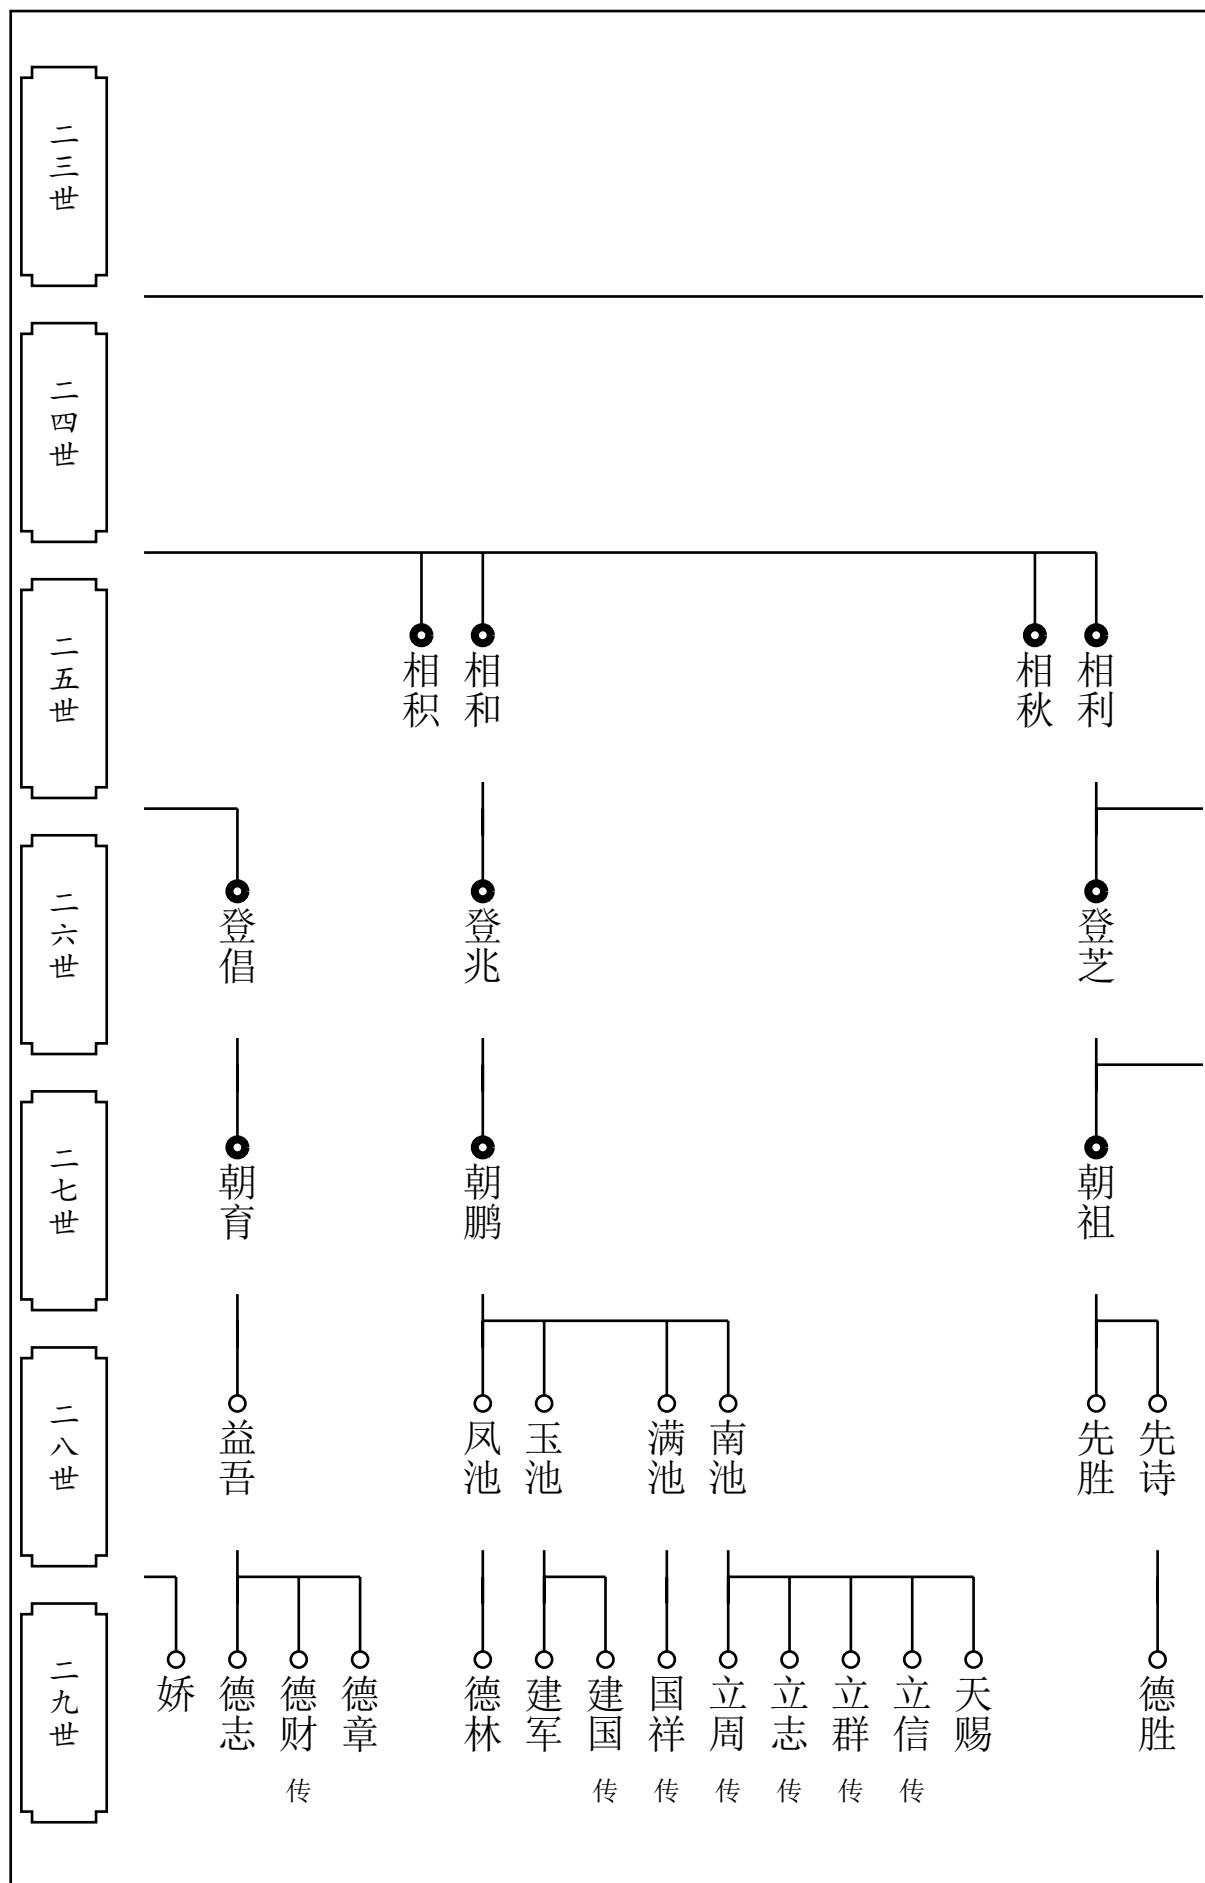 二三世
二四世
二五世
相积
相和
相秋
相利
二六世
登倡
登兆
登芝
二七世
朝育
朝鹏
朝祖
二八世
益吾
凤池
玉池
满池
南池
先胜
先诗
二九世
娇
德志
德财
传
德章
德林
建军
建国
传
国祥
传
立周
传
立志
传
立群
传
立信
传
天赐
德胜